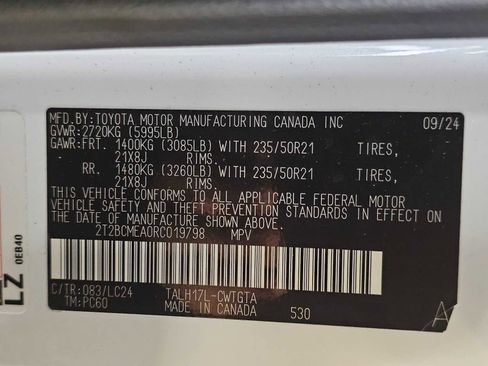 MFD.BY:TOYOTA MOTOR MANUFACTURING CANADA INC 09/24
GVWR:2720KG (5995LB)
GAWR:FRT. 1400KG (3085LB) WITH 235/50R21 TIRES,
21X8J RIMS.
RR. 1480KG (3260LB) WITH 235/50R21 TIRES,
21X8J RIMS.
THIS VEHICLE CONFORMS TO ALL APPLICABLE FEDERAL MOTOR
VEHICLE SAFETY AND THEFT PREVENTION STANDARDS IN EFFECT ON
THE DATE OF MANUFACTURE SHOWN ABOVE.
2T2BCMEA0RC019798 MPV
C/TR:083/LC24 TALH17L-CWTGTA
TM:PC60 MADE IN CANADA 530
A
LZ 0EB40